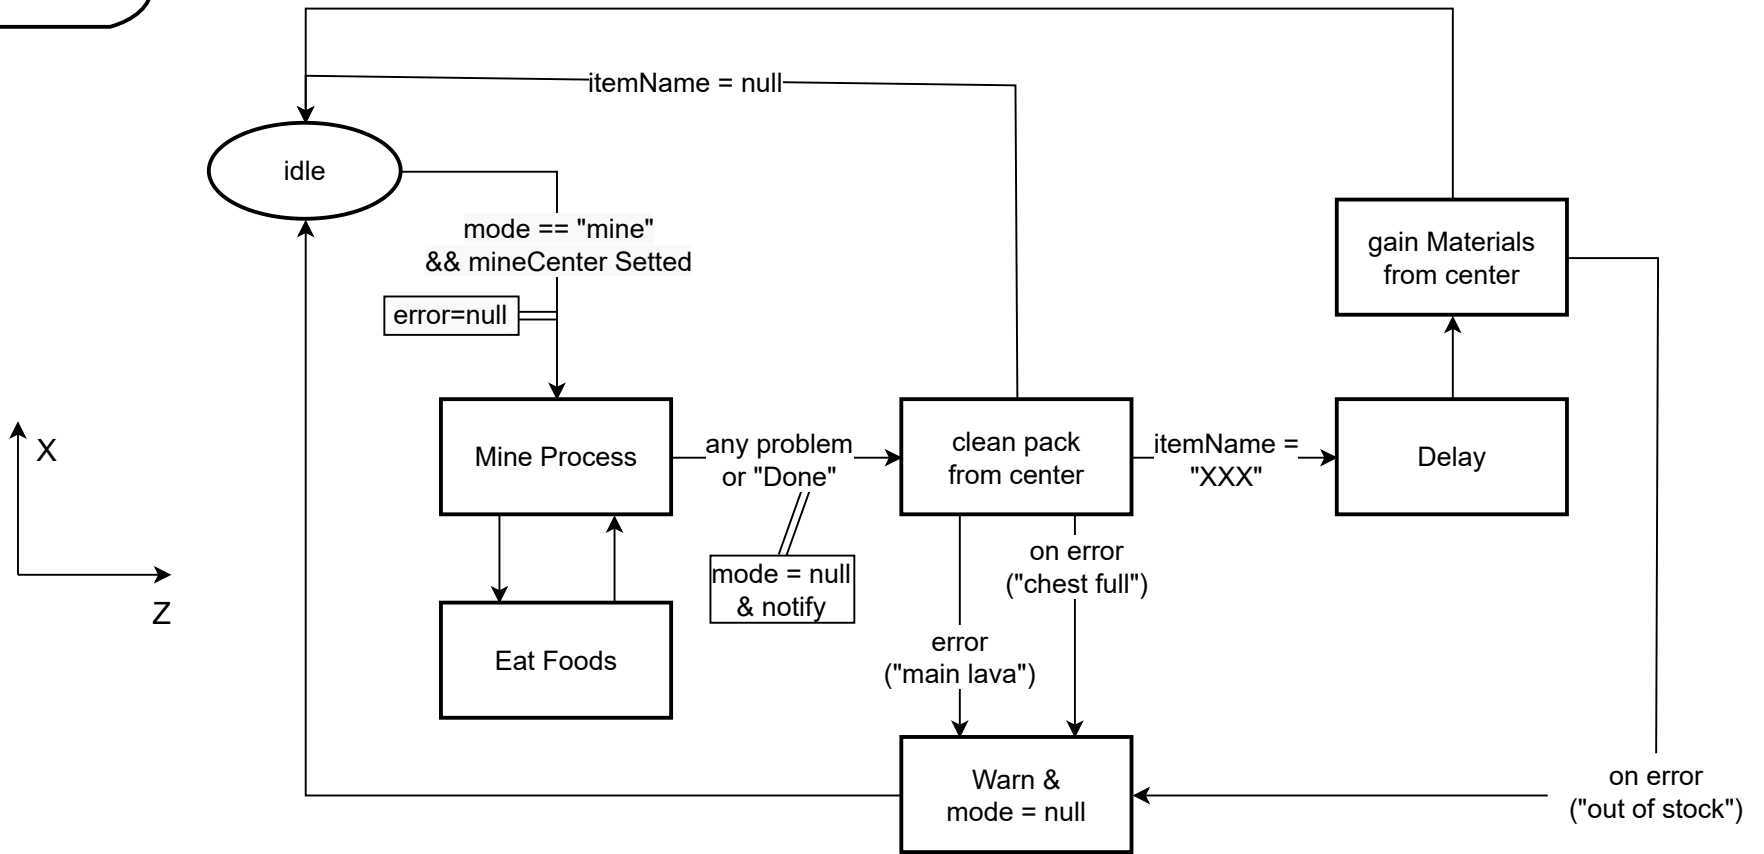 itemName = null
idle
mode == "mine"
&& mineCenter Setted
error=null
gain Materials
from center
X
Z
Mine Process
any problem
or "Done"
mode = null
& notify
clean pack
from center
itemName =
"XXX"
Delay
on error
("chest full")
error
("main lava")
Eat Foods
Warn &
mode = null
on error
("out of stock")